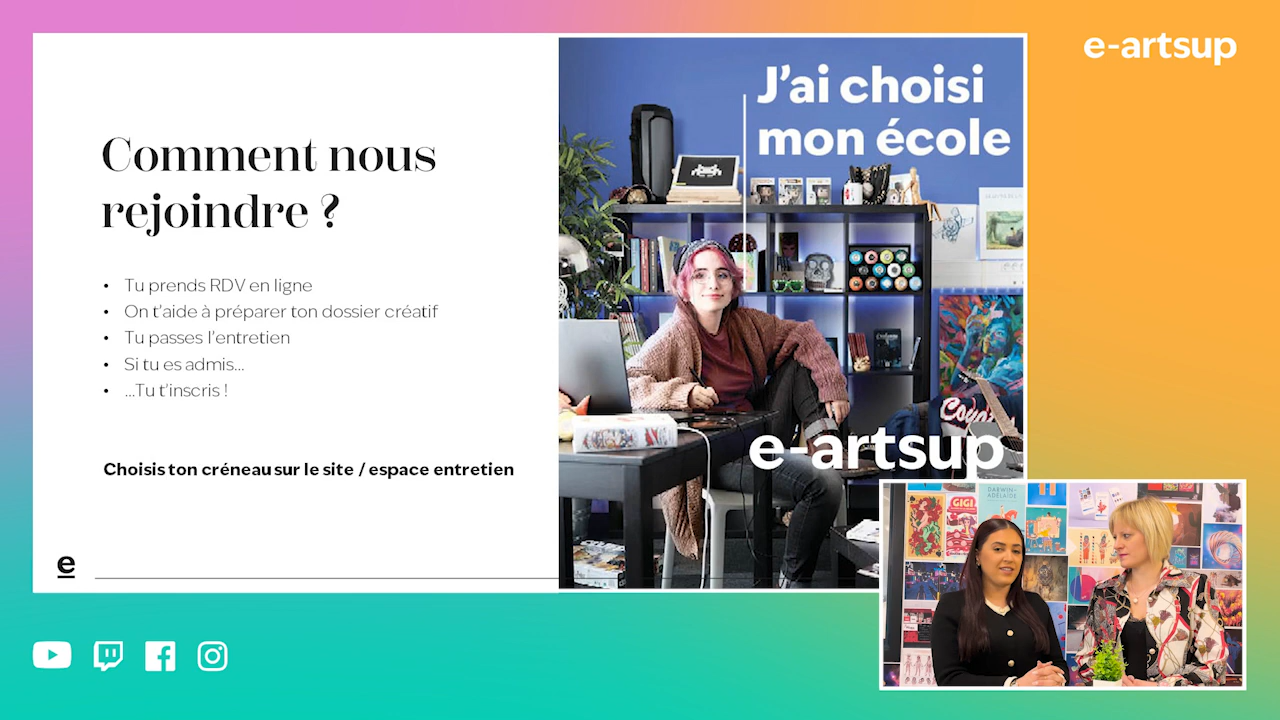 e-artsup
Comment nous
rejoindre ?
• Tu prends RDV en ligne
• On t'aide à préparer ton dossier créatif
• Tu passes l'entretien
• Si tu es admis...
• ...Tu t'inscris !
Choisis ton créneau sur le site / espace entretien
e
J'ai choisi
mon école
e-artsup
DARWIN-
ADELAIDE
GIGI